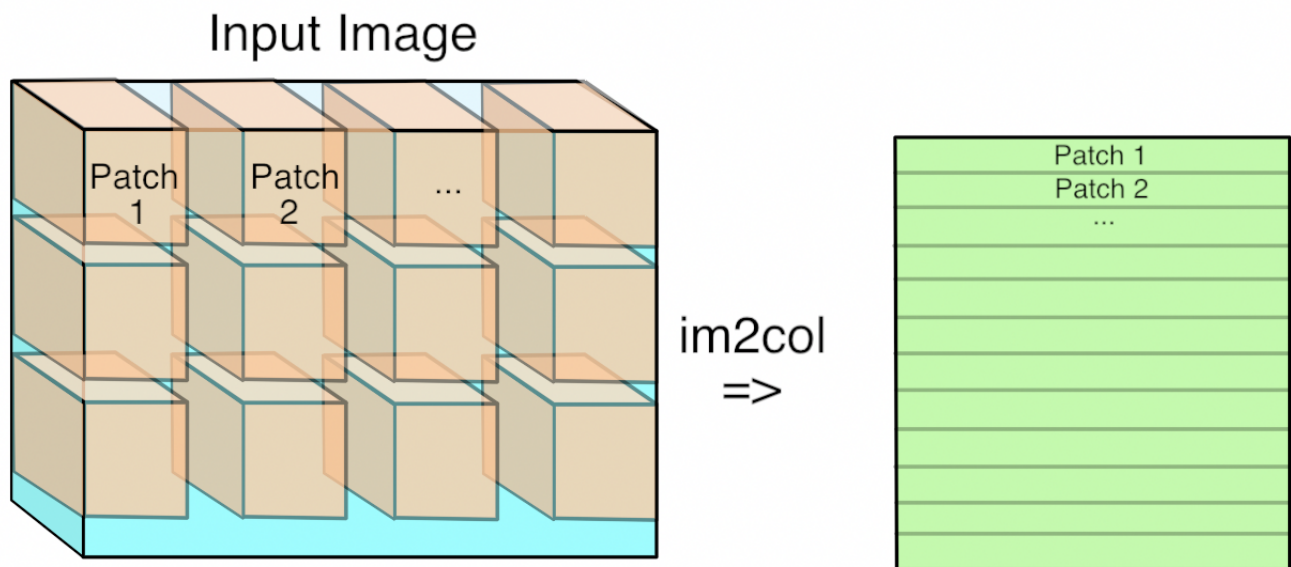 Input Image
Patch
1
Patch
2
...
im2col
=>
Patch 1
Patch 2
...